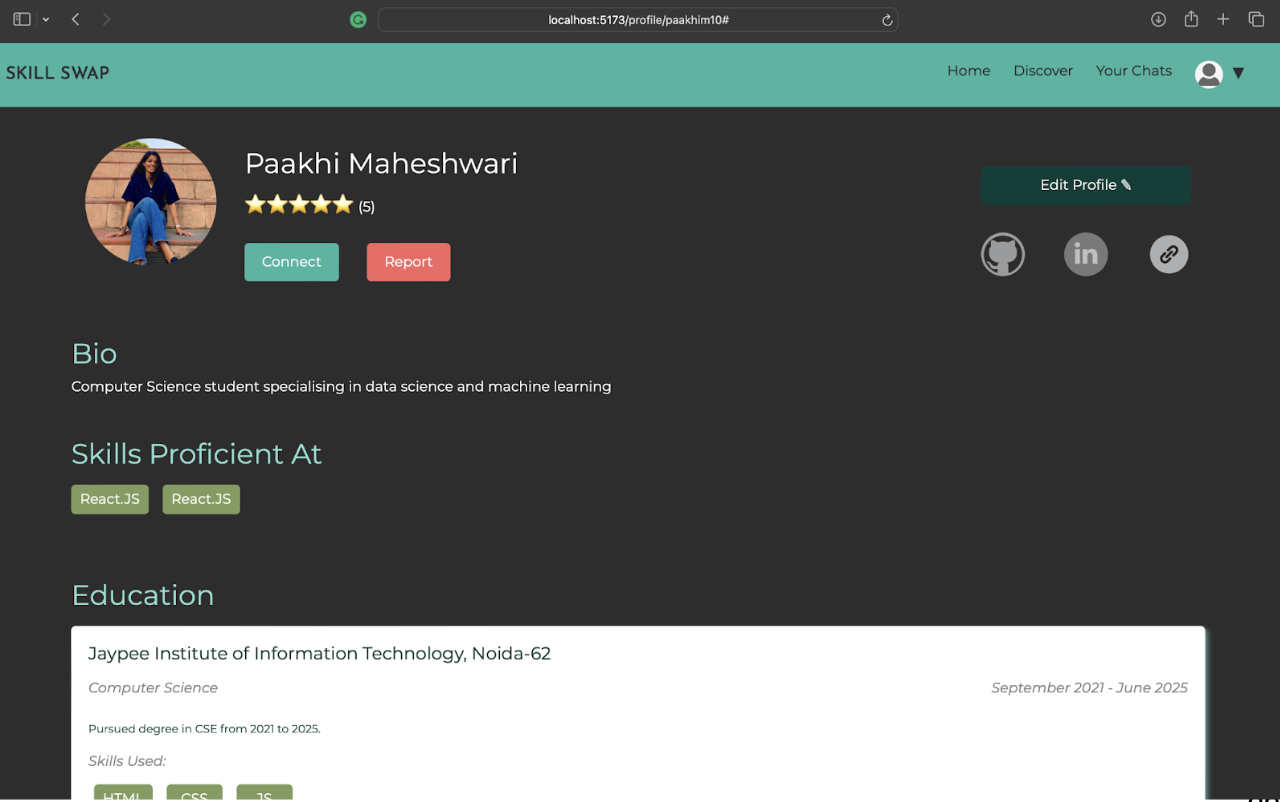 localhost:5173/profile/paakhim10#
SKILL SWAP
Home Discover Your Chats ▼
Paakhi Maheshwari
⭐⭐⭐⭐⭐ (5)
Edit Profile ✎
Connect Report
in
Bio
Computer Science student specialising in data science and machine learning
Skills Proficient At
React.JS React.JS
Education
Jaypee Institute of Information Technology, Noida-62
Computer Science September 2021 - June 2025
Pursued degree in CSE from 2021 to 2025.
Skills Used:
HTML CSS JS